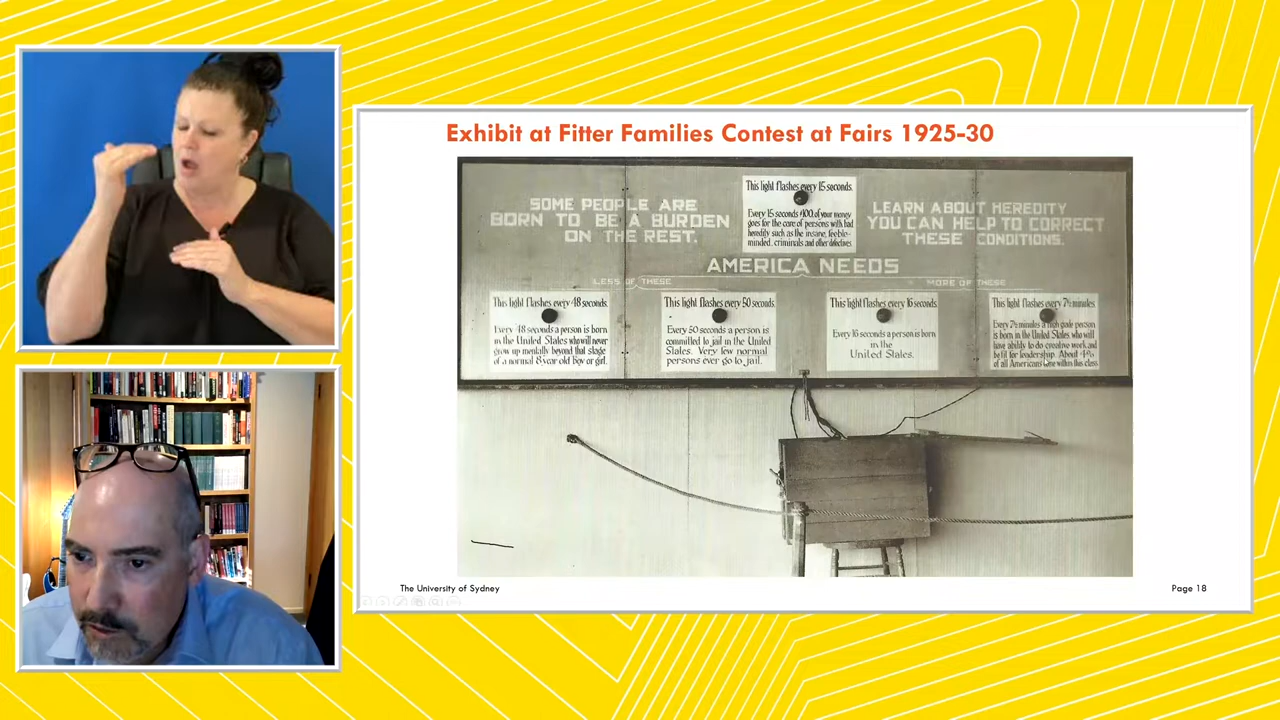 Exhibit at Fitter Families Contest at Fairs 1925-30
SOME PEOPLE ARE
BORN TO BE A BURDEN
ON THE REST.
This light flashes every 15 seconds.
Every 15 seconds $100. of your money
goes for the care of persons with bad
heredity such as the insane, feeble-
minded, criminals and other defectives
LEARN ABOUT HEREDITY
YOU CAN HELP TO CORRECT
THESE CONDITIONS.
AMERICA NEEDS
LESS OF THESE
MORE OF THESE
This light flashes every 48 seconds.
Every 48 seconds a person is born
in the United States who will never
grow up mentally beyond that stage
of a normal 8 year old boy or girl.
This light flashes every 50 seconds.
Every 50 seconds a person is
committed to jail in the United
States. Very few normal
persons ever go to jail.
This light flashes every 16 seconds.
Every 16 seconds a person is born
in the
United States.
This light flashes every 7½ minutes
Every 7½ minutes a high grade person
is born in the United States who will
have ability to do creative work and
be fit for leadership. About 4%
of all Americans come within this class.
The University of Sydney
Page 18